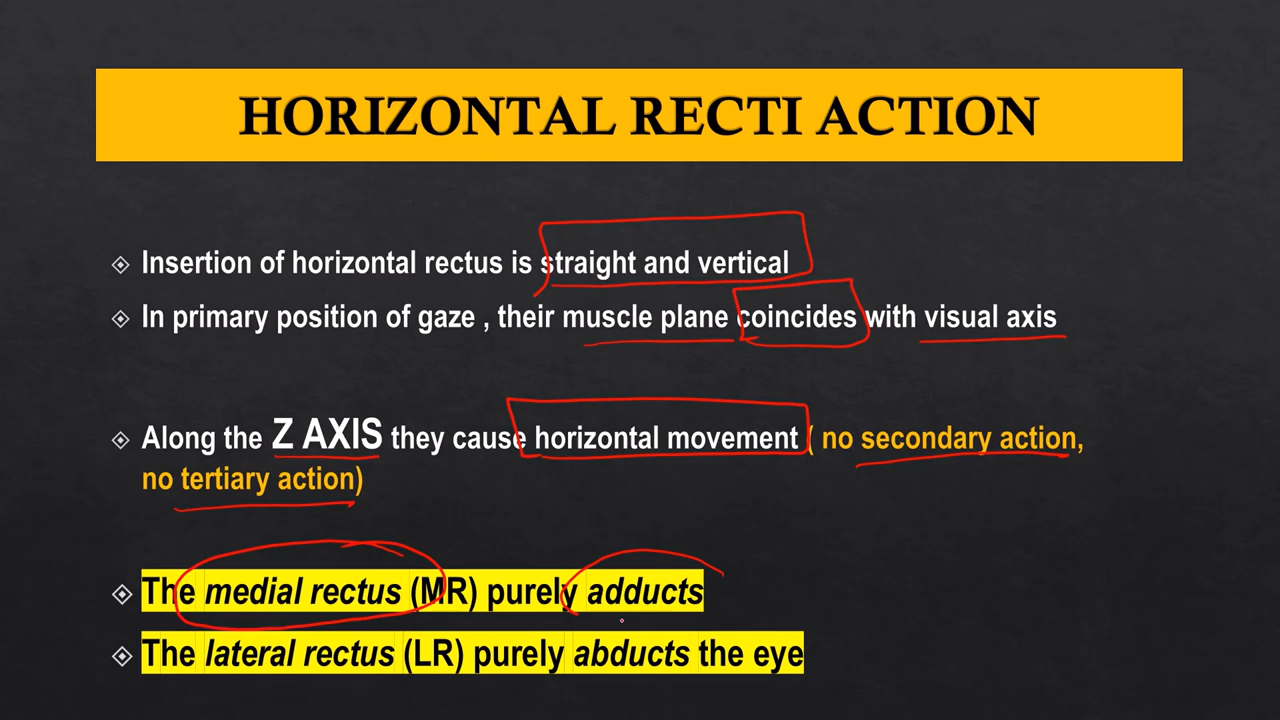 HORIZONTAL RECTI ACTION
Insertion of horizontal rectus is straight and vertical
In primary position of gaze , their muscle plane coincides with visual axis
Along the Z AXIS they cause horizontal movement ( no secondary action,
no tertiary action)
The medial rectus (MR) purely adducts
The lateral rectus (LR) purely abducts the eye